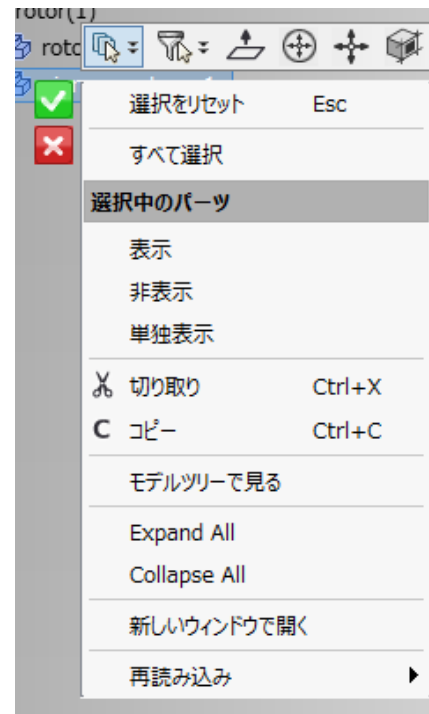 rotor(1)
rotc
選択をリセット Esc
すべて選択
選択中のパーツ
表示
非表示
単独表示
切り取り Ctrl+X
C コピー Ctrl+C
モデルツリーで見る
Expand All
Collapse All
新しいウィンドウで開く
再読み込み